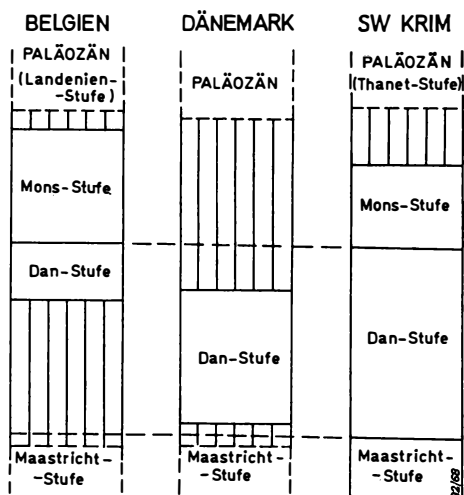 BELGIEN
PALÄOZÄN
(Landenien-
-Stufe)
Mons-Stufe
Dan-Stufe
Maastricht-
-Stufe
DÄNEMARK
PALÄOZÄN
Dan-Stufe
Maastricht-
-Stufe
SW KRIM
PALÄOZÄN
(Thanet-Stufe)
Mons-Stufe
Dan-Stufe
Maastricht-
-Stufe